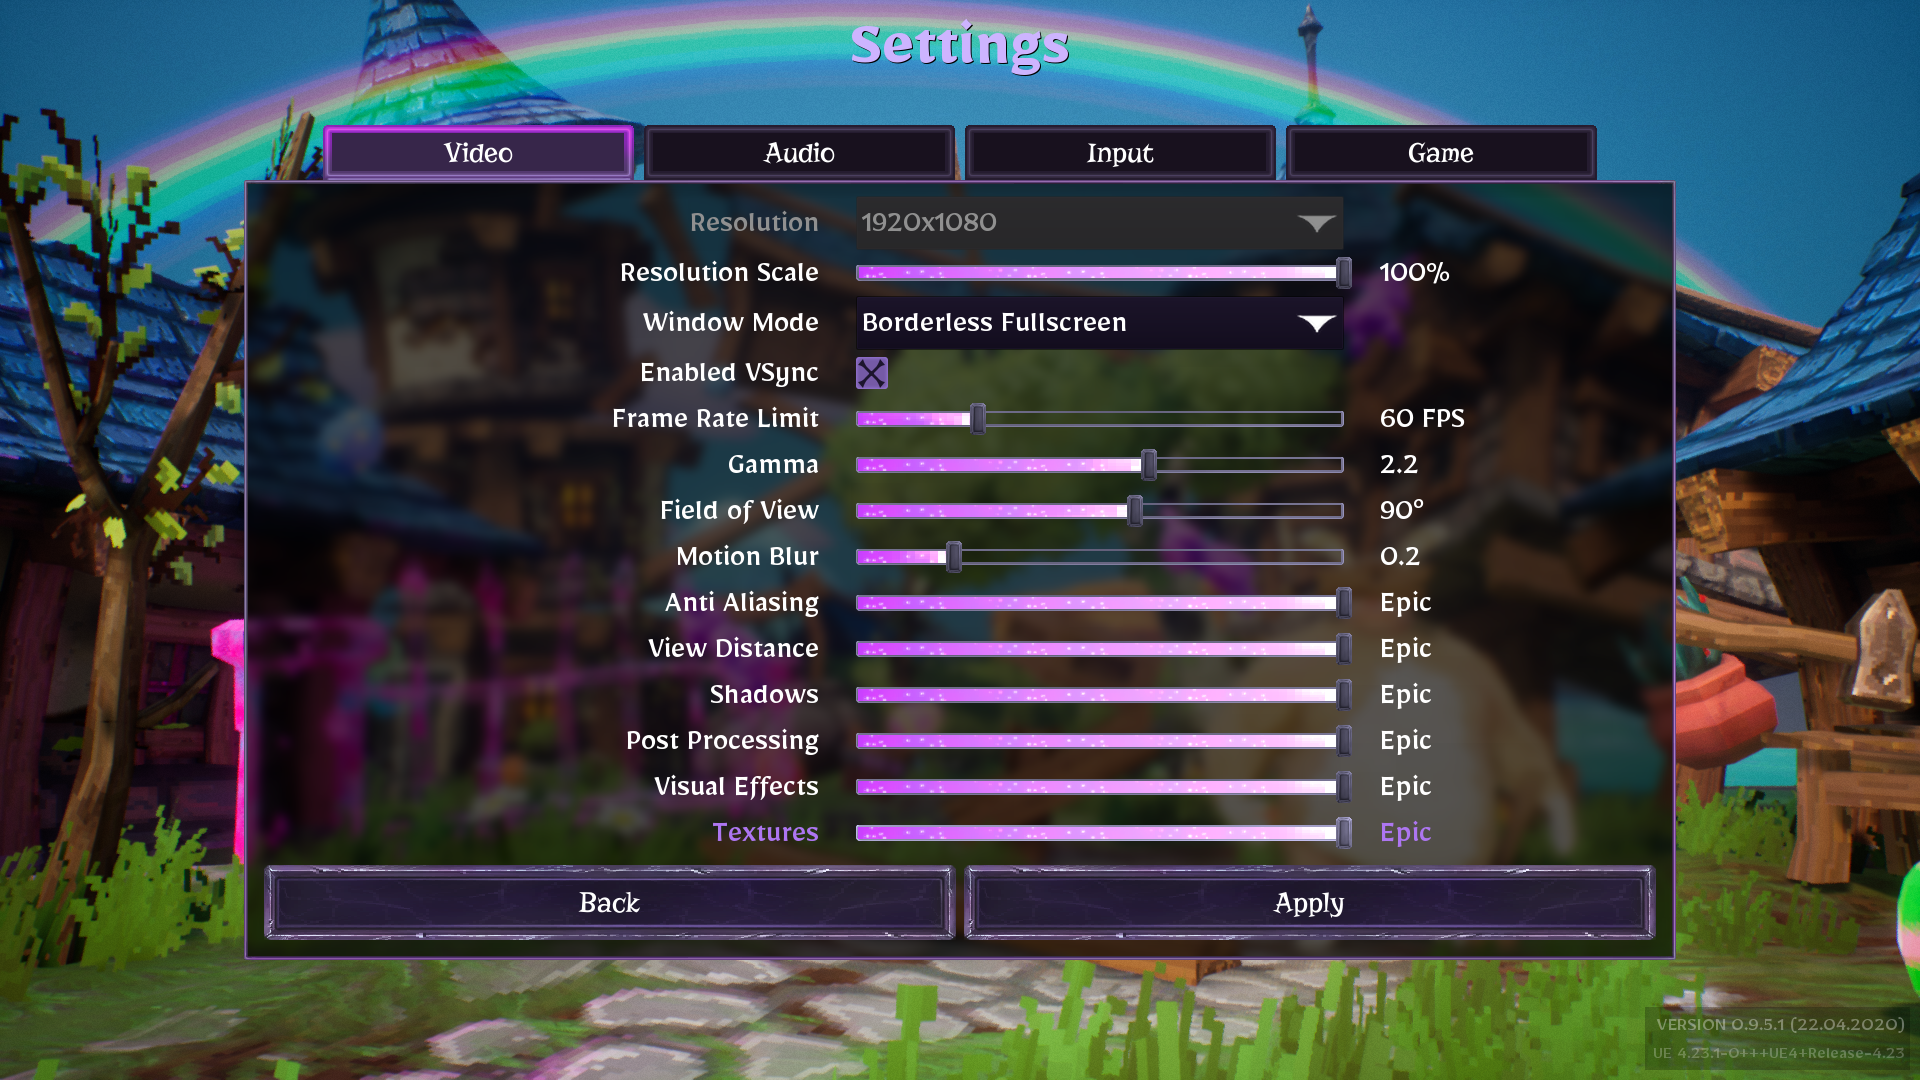 Settings
Video Audio Input Game
Resolution 1920x1080
Resolution Scale 100%
Window Mode Borderless Fullscreen
Enabled VSync
Frame Rate Limit 60 FPS
Gamma 2.2
Field of View 90°
Motion Blur 0.2
Anti Aliasing Epic
View Distance Epic
Shadows Epic
Post Processing Epic
Visual Effects Epic
Textures Epic
Back Apply
VERSION 0.9.5.1 (22.04.2020)
UE 4.23.1-0+++UE4+Release-4.23